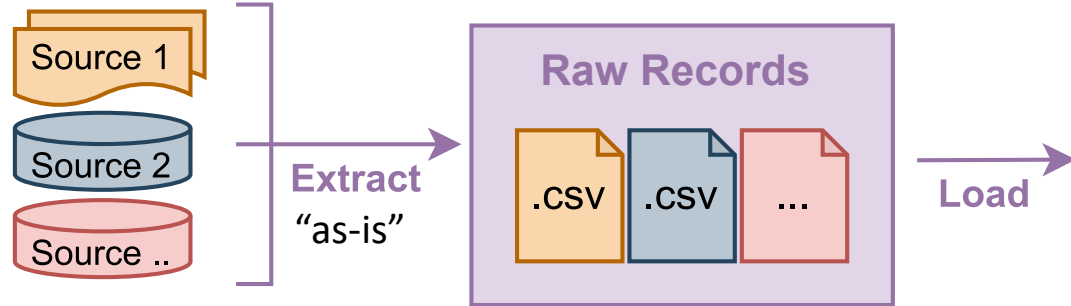 Source 1
Source 2
Source ..
Extract
“as-is”
Raw Records
.csv
.csv
...
Load